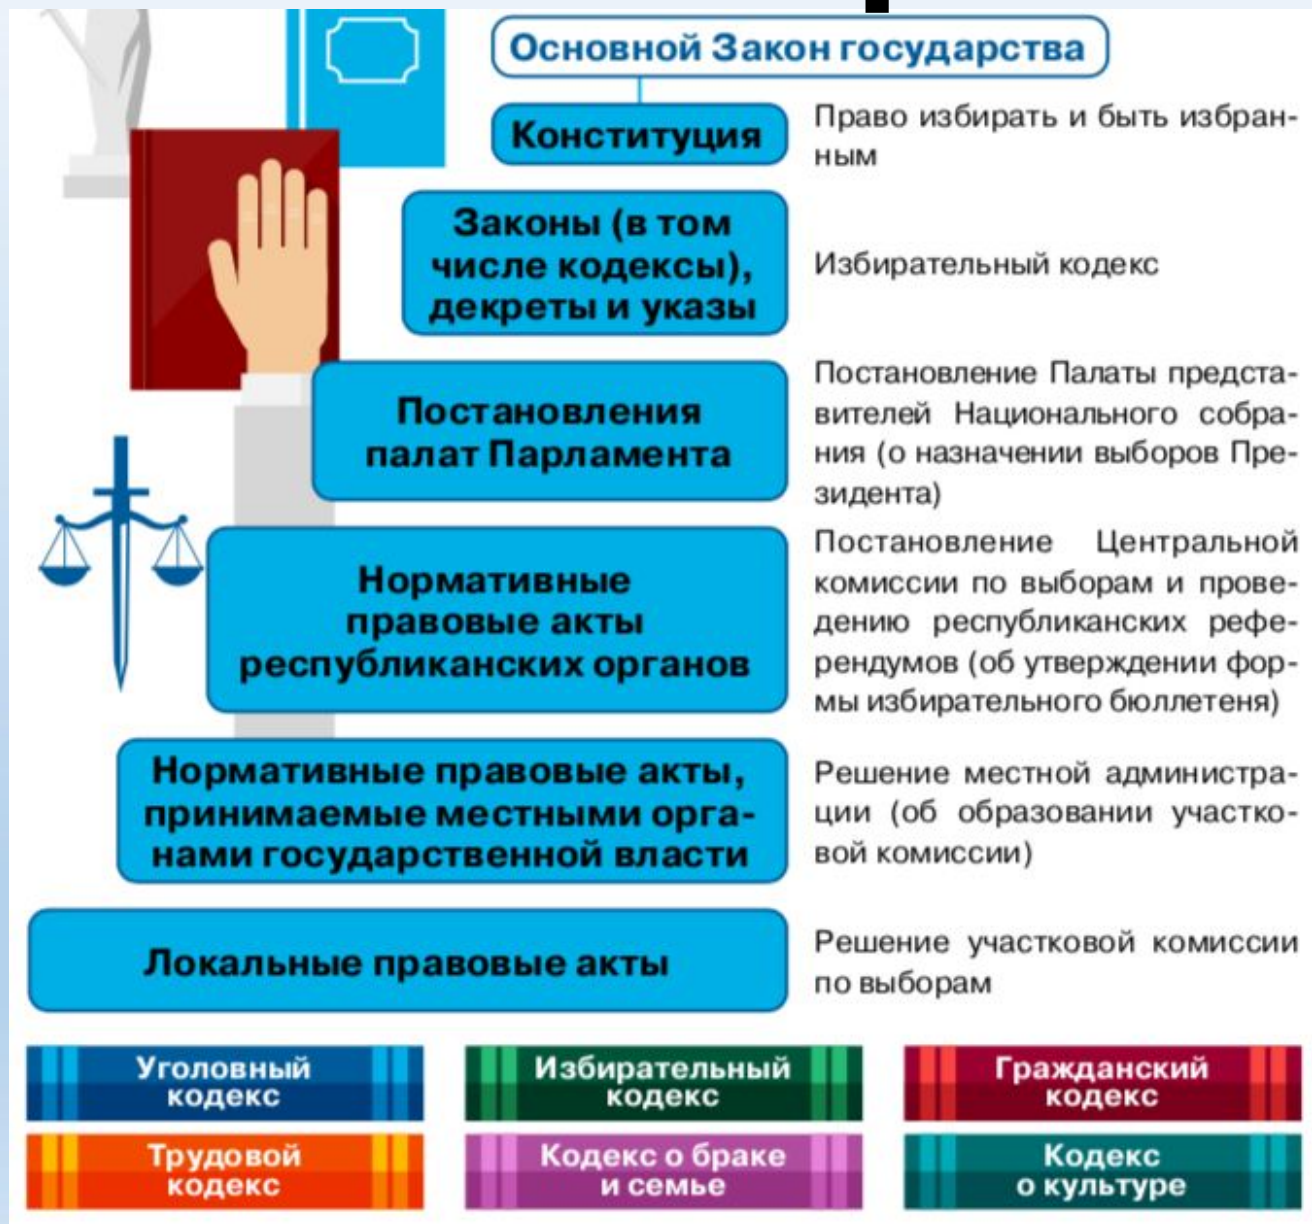 Основной Закон государства
Конституция
Право избирать и быть избран-
ным
Законы (в том
числе кодексы),
декреты и указы
Избирательный кодекс
Постановления
палат Парламента
Постановление Палаты предста-
вителей Национального собра-
ния (о назначении выборов Пре-
зидента)
Нормативные
правовые акты
республиканских органов
Постановление Центральной
комиссии по выборам и прове-
дению республиканских рефе-
рендумов (об утверждении фор-
мы избирательного бюллетеня)
Нормативные правовые акты,
принимаемые местными орга-
нами государственной власти
Решение местной администра-
ции (об образовании участко-
вой комиссии)
Локальные правовые акты
Решение участковой комиссии
по выборам
Уголовный
кодекс
Избирательный
кодекс
Гражданский
кодекс
Трудовой
кодекс
Кодекс о браке
и семье
Кодекс
о культуре